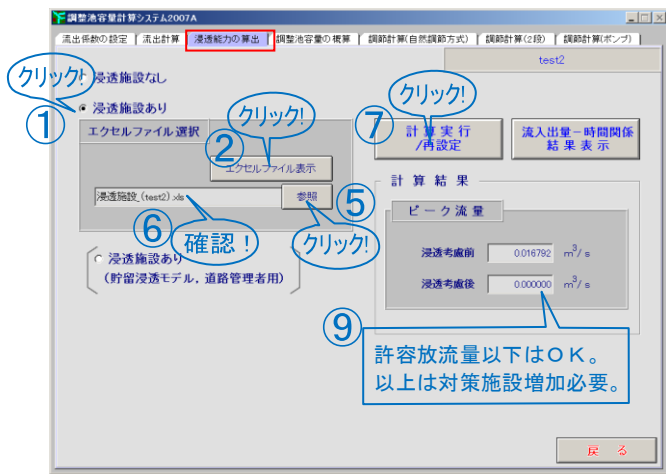 調整池容量計算システム2007A
流出係数の設定 流出計算 浸透能力の算出 調整池容量の概算 調節計算(自然調節方式) 調節計算(2段) 調節計算(ポンプ)
test2
クリック!
浸透施設なし
① 浸透施設あり
クリック!
クリック!
エクセルファイル選択
②
エクセルファイル表示
⑦
計算実行
/再設定
流入出量－時間関係
結果表示
浸透施設_(test2).xls
参照
⑤
⑥
確認！
クリック!
浸透施設あり
(貯留浸透モデル，道路管理者用)
計算結果
ピーク流量
浸透考慮前 0.016792 m³/s
浸透考慮後 0.000000 m³/s
⑨
許容放流量以下はＯＫ。
以上は対策施設増加必要。
戻る